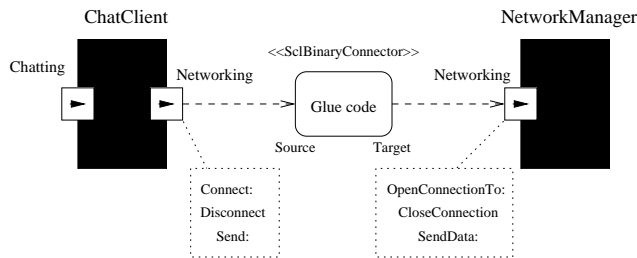 ChatClient
NetworkManager
<<SclBinaryConnector>>
Chatting
Networking
Networking
Glue code
Source
Target
Connect:
Disconnect
Send:
OpenConnectionTo:
CloseConnection
SendData: